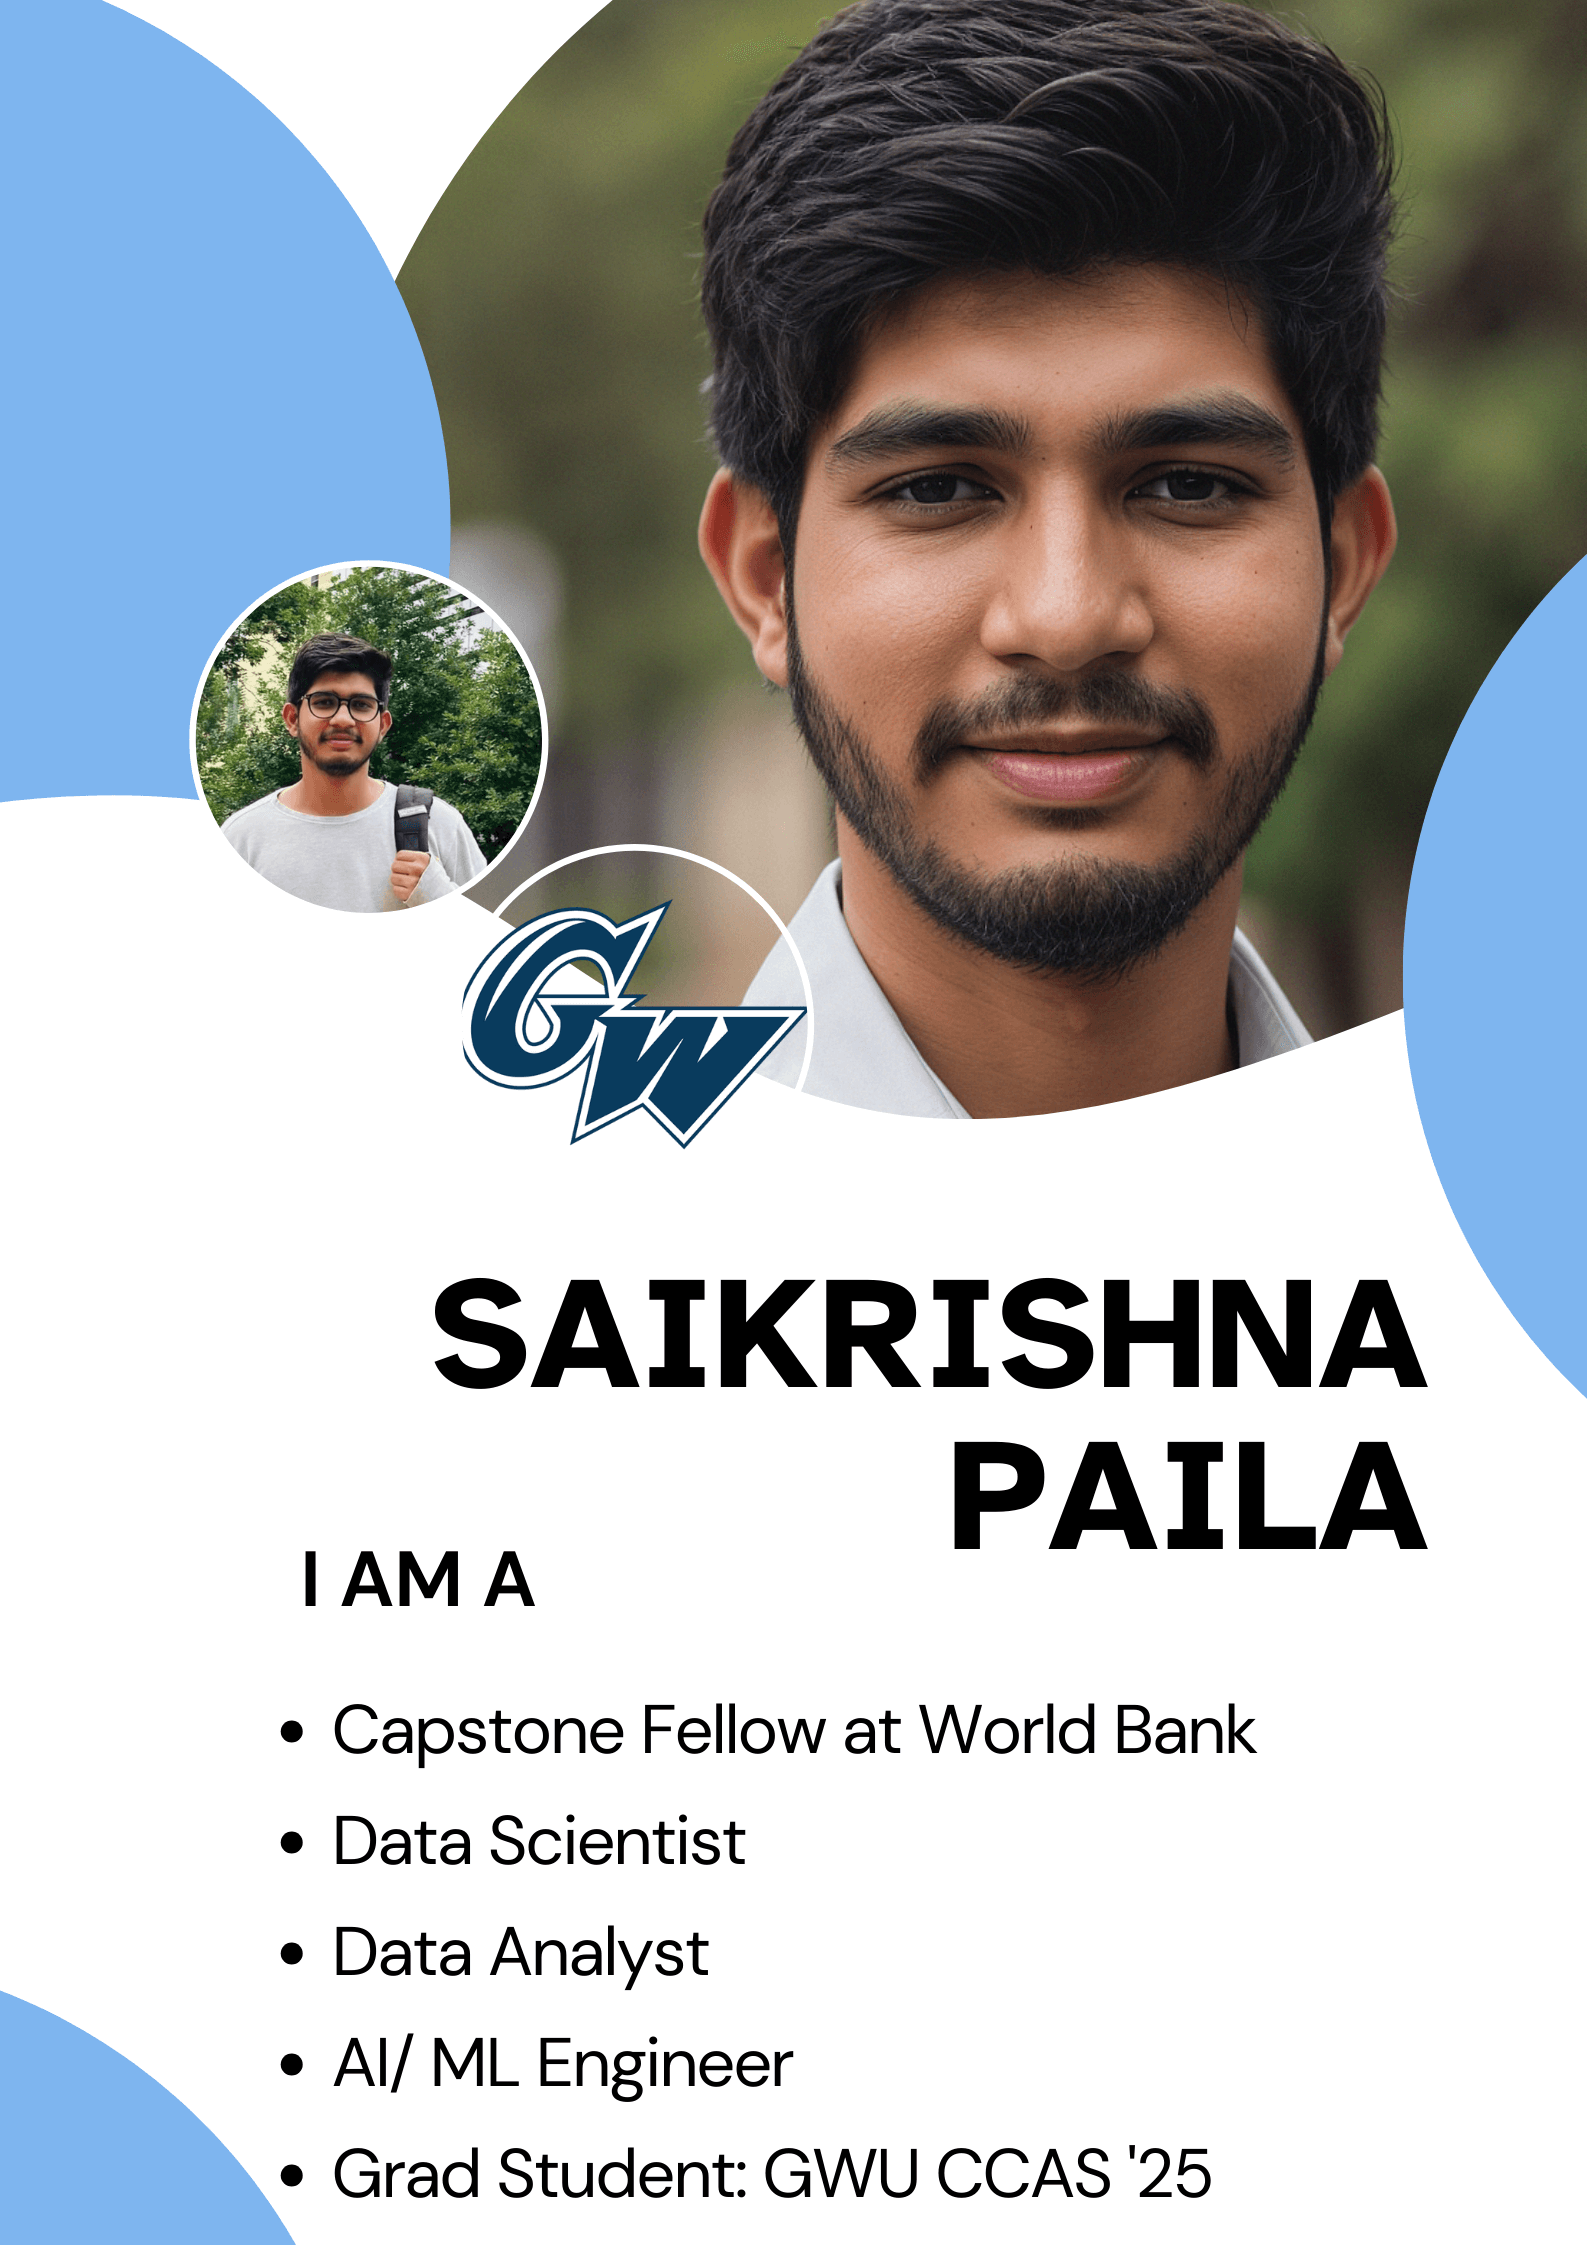 GW
SAIKRISHNA
PAILA
I AM A
• Capstone Fellow at World Bank
• Data Scientist
• Data Analyst
• AI/ ML Engineer
• Grad Student: GWU CCAS '25